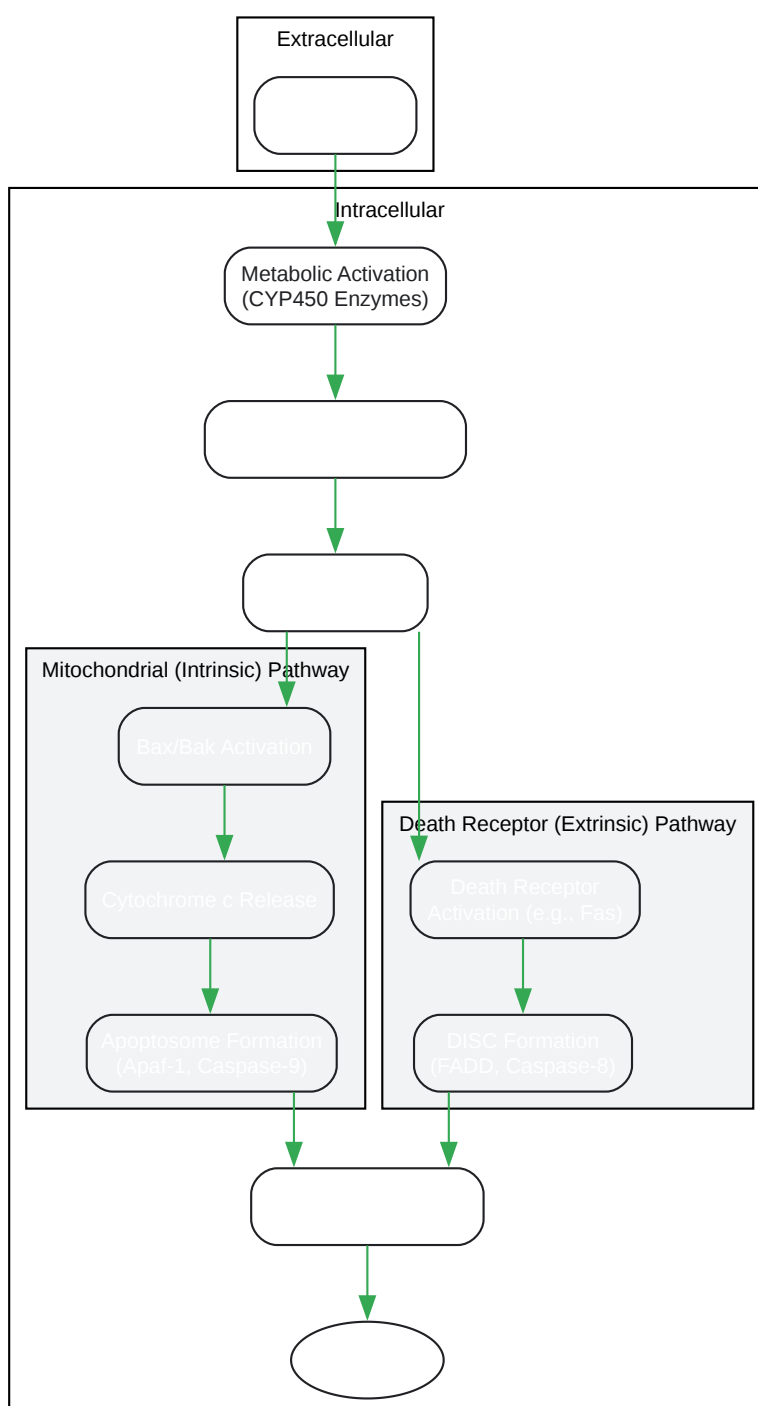 Extracellular
Intracellular
Metabolic Activation
(CYP450 Enzymes)
Mitochondrial (Intrinsic) Pathway
Bax/Bak Activation
Cytochrome c Release
Apoptosome Formation
(Apaf-1, Caspase-9)
Death Receptor (Extrinsic) Pathway
Death Receptor
Activation (e.g., Fas)
DISC Formation
(FADD, Caspase-8)